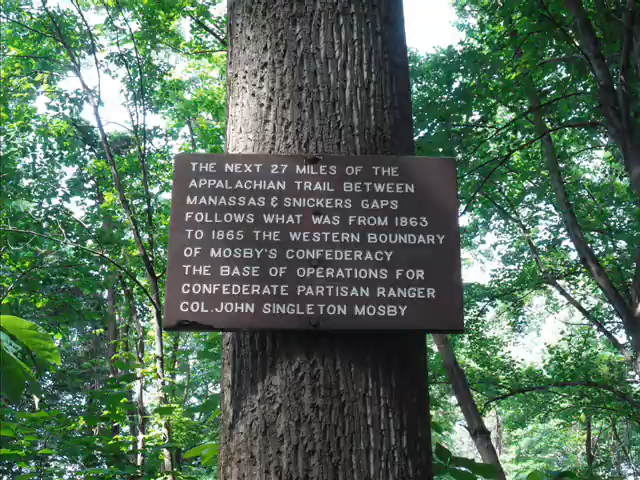 THE NEXT 27 MILES OF THE
APPALACHIAN TRAIL BETWEEN
MANASSAS & SNICKERS GAPS
FOLLOWS WHAT WAS FROM 1863
TO 1865 THE WESTERN BOUNDARY
OF MOSBY'S CONFEDERACY
THE BASE OF OPERATIONS FOR
CONFEDERATE PARTISAN RANGER
COL. JOHN SINGLETON MOSBY